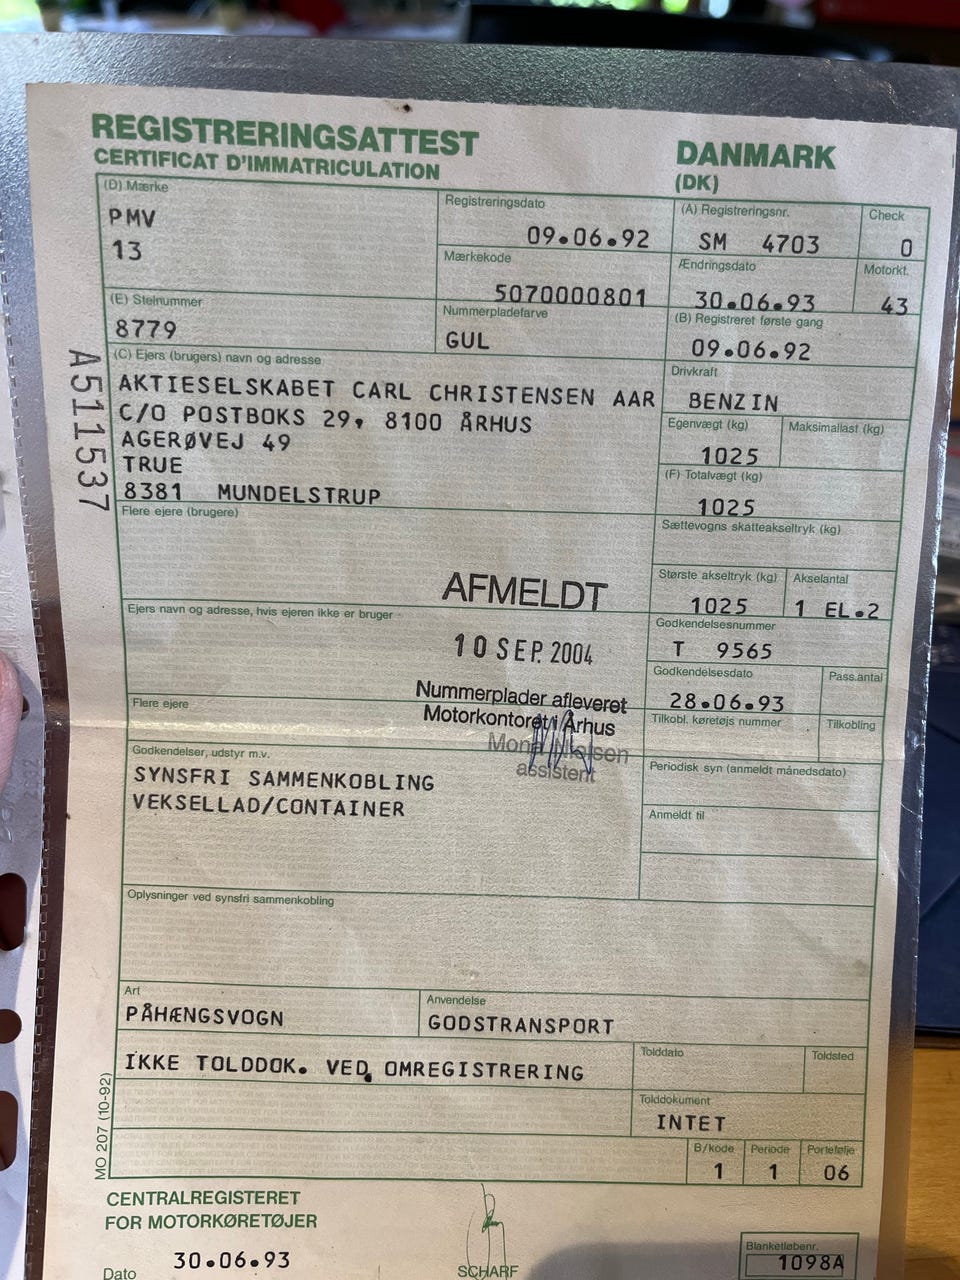 REGISTRERINGSATTEST
CERTIFICAT D'IMMATRICULATION
DANMARK
(DK)
(D) Mærke
PMV
13
Registreringsdato
09.06.92
(A) Registreringsnr.
SM 4703
Check
0
Mærkekode
5070000801
Ændringsdato
30.06.93
Motorkt.
43
(E) Stelnummer
8779
Nummerpladefarve
GUL
(B) Registreret første gang
09.06.92
(C) Ejers (brugers) navn og adresse
AKTIESELSKABET CARL CHRISTENSEN AAR
C/O POSTBOKS 29, 8100 ÅRHUS
AGERØVEJ 49
TRUE
8381 MUNDELSTRUP
A511537
Drivkraft
BENZIN
Egenvægt (kg)
1025
Maksimallast (kg)
(F) Totalvægt (kg)
1025
Flere ejere (brugere)
Sættevogns skatteakseltryk (kg)
AFMELDT
Største akseltryk (kg)
1025
Akselantal
1 EL.2
Ejers navn og adresse, hvis ejeren ikke er bruger
10 SEP. 2004
Godkendelsesnummer
T 9565
Nummerplader afleveret
Motorkontoret i Århus
Mona Nielsen
assistent
Godkendelsesdato
28.06.93
Pass.antal
Flere ejere
Tilkobl. køretøjs nummer
Tilkobling
Godkendelser, udstyr m.v.
SYNSFRI SAMMENKOBLING
VEKSELLAD/CONTAINER
Periodisk syn (anmeldt månedsdato)
Anmeldt til
Oplysninger ved synsfri sammenkobling
Art
PÅHÆNGSVOGN
Anvendelse
GODSTRANSPORT
IKKE TOLDDOK. VED OMREGISTRERING
Tolddato
Toldsted
Tolddokument
INTET
B/kode
1
Periode
1
Portefølje
06
MO 207 (10-92)
CENTRALREGISTERET
FOR MOTORKØRETØJER
30.06.93
Dato
SCHARF
Blanketløbenr.
1098A